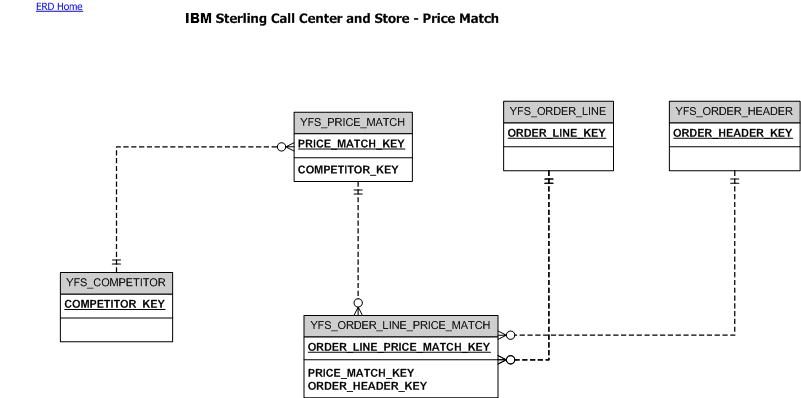 ERD Home
IBM Sterling Call Center and Store - Price Match
YFS_PRICE_MATCH
PRICE_MATCH_KEY
COMPETITOR_KEY
YFS_ORDER_LINE
ORDER_LINE_KEY
YFS_ORDER_HEADER
ORDER_HEADER_KEY
YFS_COMPETITOR
COMPETITOR_KEY
YFS_ORDER_LINE_PRICE_MATCH
ORDER_LINE_PRICE_MATCH_KEY
PRICE_MATCH_KEY
ORDER_HEADER_KEY